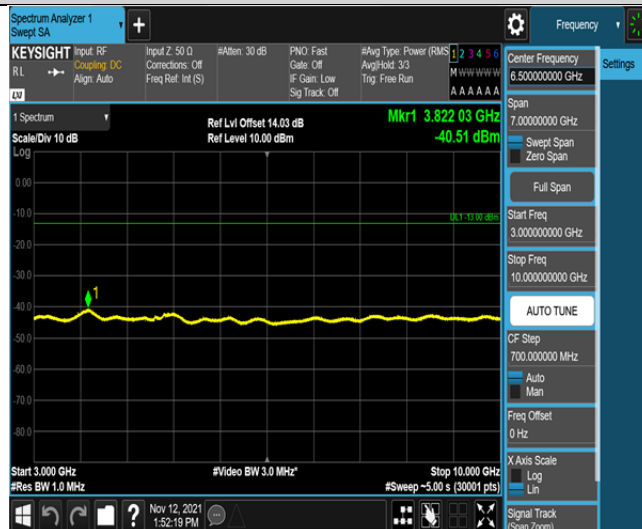 Spectrum Analyzer 1
Swept SA
Frequency
KEYSIGHT
R L
LXI
Input: RF
Coupling: DC
Align: Auto
Input Z: 50 Ω
Corrections: Off
Freq Ref: Int (S)
#Atten: 30 dB
PNO: Fast
Gate: Off
IF Gain: Low
Sig Track: Off
#Avg Type: Power (RMS
Avg|Hold: 3/3
Trig: Free Run
1 2 3 4 5 6
M W W W W W
A A A A A A
Center Frequency
6.500000000 GHz
Settings
Span
7.00000000 GHz
Swept Span
Zero Span
Full Span
Start Freq
3.000000000 GHz
Stop Freq
10.000000000 GHz
AUTO TUNE
CF Step
700.000000 MHz
Auto
Man
Freq Offset
0 Hz
X Axis Scale
Log
Lin
Signal Track
(Span Zoom)
1 Spectrum
Scale/Div 10 dB
Log
Ref Lvl Offset 14.03 dB
Ref Level 10.00 dBm
Mkr1 3.822 03 GHz
-40.51 dBm
0.00
-10.0
DL1 -13.00 dBm
-20.0
-30.0
1
-40.0
-50.0
-60.0
-70.0
-80.0
Start 3.000 GHz
#Res BW 1.0 MHz
#Video BW 3.0 MHz*
Stop 10.000 GHz
#Sweep ~5.00 s (30001 pts)
?
Nov 12, 2021
1:52:19 PM